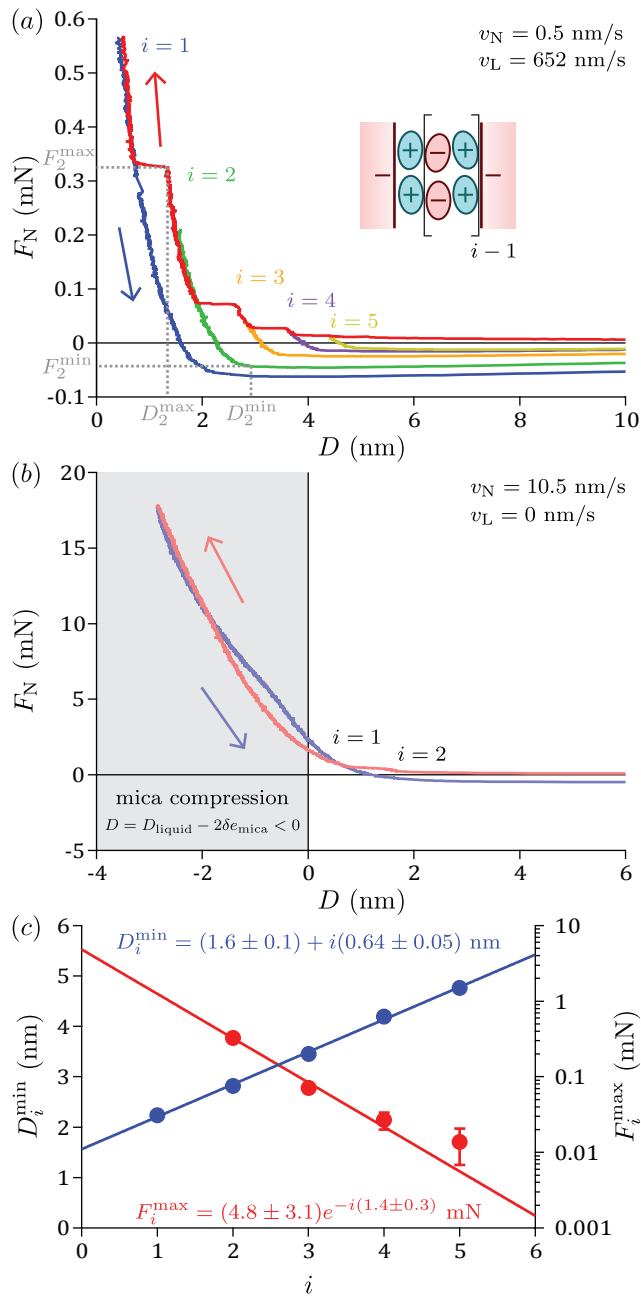 (a)
v_N = 0.5 nm/s
v_L = 652 nm/s
0.6
0.5
0.4
F_2^max
0.3
0.2
0.1
0
F_2^min
-0.1
F_N (mN)
i = 1
i = 2
i = 3
i = 4
i = 5
+ − +
− −
+ − +
i − 1
0 2 4 6 8 10
D_2^max D_2^min
D (nm)
(b)
v_N = 10.5 nm/s
v_L = 0 nm/s
20
15
10
5
0
-5
F_N (mN)
i = 1
i = 2
mica compression
D = D_liquid − 2δe_mica < 0
-4 -2 0 2 4 6
D (nm)
(c)
D_i^min = (1.6 ± 0.1) + i(0.64 ± 0.05) nm
6
5
4
3
2
1
0
D_i^min (nm)
10
1
0.1
0.01
0.001
F_i^max (mN)
F_i^max = (4.8 ± 3.1)e^−i(1.4±0.3) mN
0 1 2 3 4 5 6
i